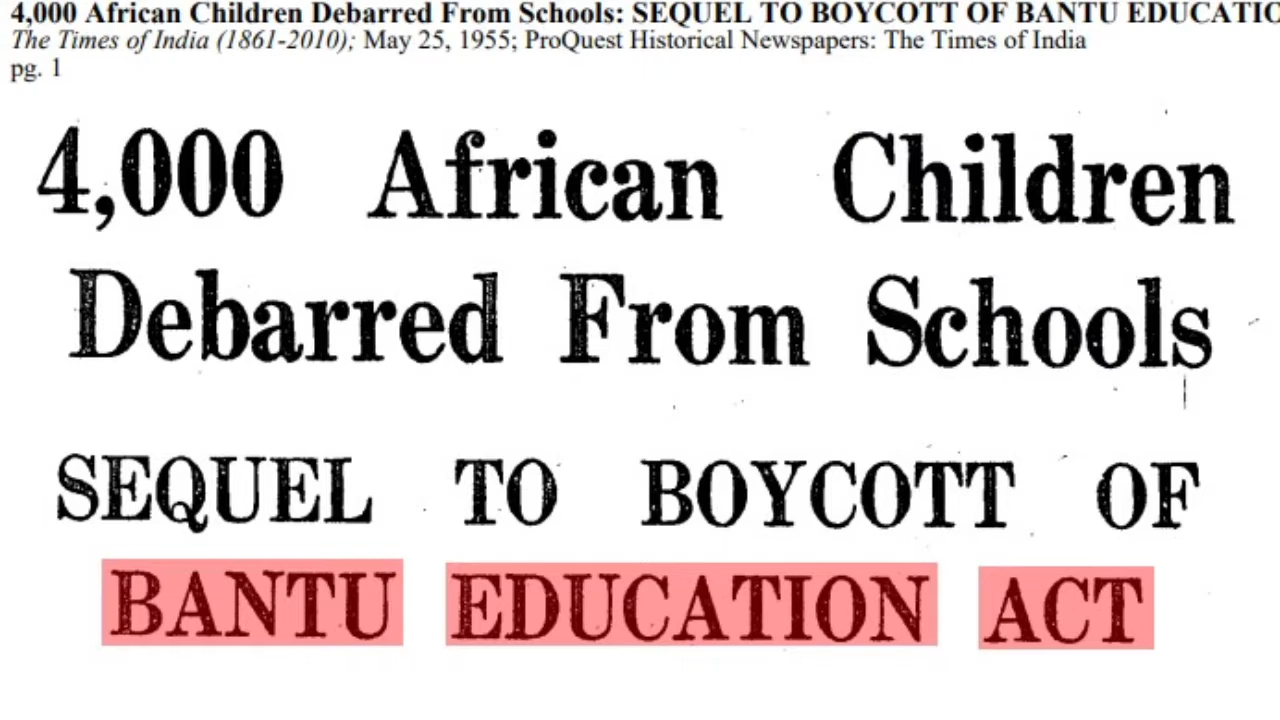 4,000 African Children Debarred From Schools: SEQUEL TO BOYCOTT OF BANTU EDUCATIO
The Times of India (1861-2010); May 25, 1955; ProQuest Historical Newspapers: The Times of India
pg. 1
4,000 African Children
Debarred From Schools
SEQUEL TO BOYCOTT OF
BANTU EDUCATION ACT